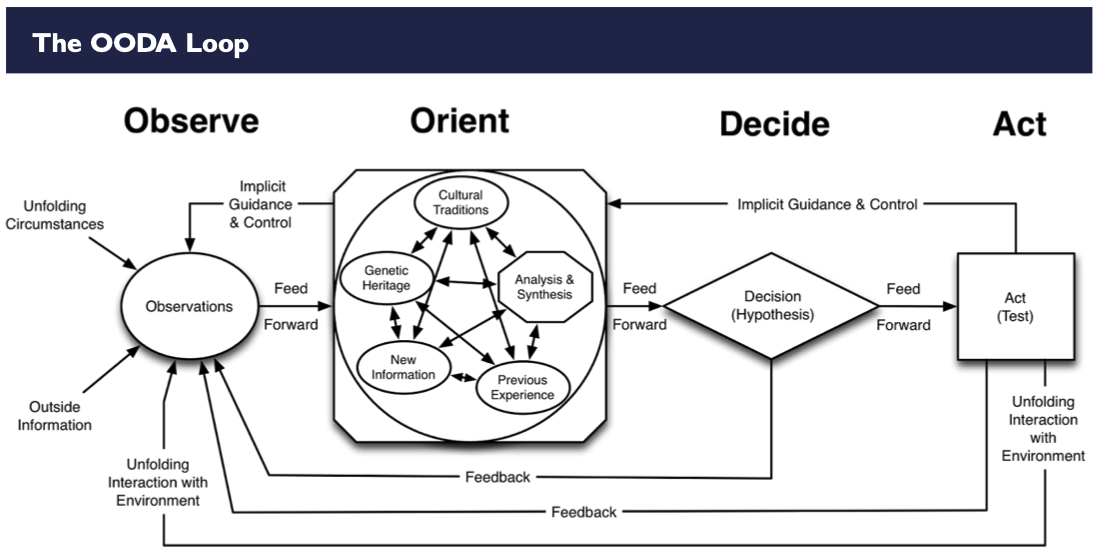 The OODA Loop
Observe
Orient
Decide
Act
Unfolding
Circumstances
Implicit
Guidance
& Control
Cultural
Traditions
Implicit Guidance & Control
Genetic
Heritage
Analysis &
Synthesis
Observations
Feed
Forward
Feed
Forward
Decision
(Hypothesis)
Feed
Forward
Act
(Test)
New
Information
Previous
Experience
Outside
Information
Unfolding
Interaction
with
Environment
Unfolding
Interaction with
Environment
Feedback
Feedback